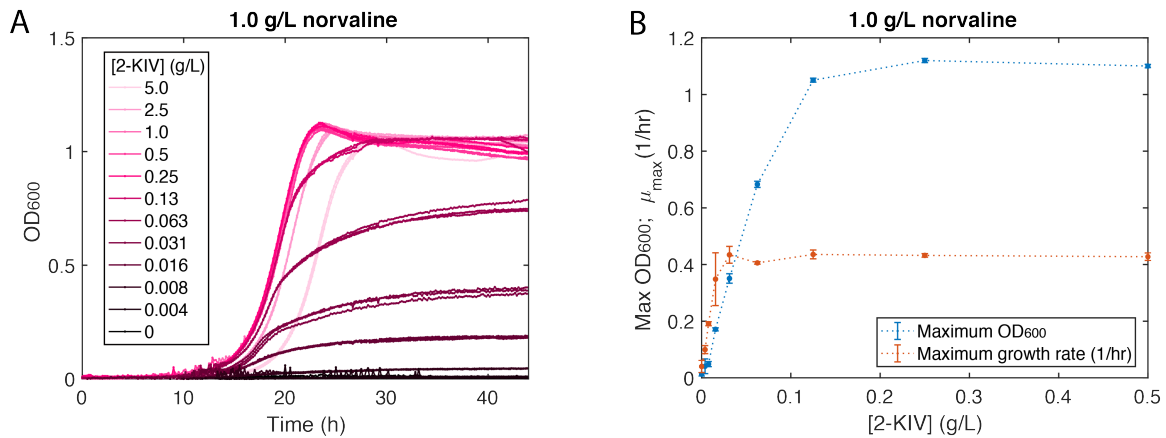 A
1.0 g/L norvaline
1.5
1
0.5
0
OD600
[2-KIV] (g/L)
5.0
2.5
1.0
0.5
0.25
0.13
0.063
0.031
0.016
0.008
0.004
0
0 10 20 30 40
Time (h)
B
1.0 g/L norvaline
1.2
1
0.8
0.6
0.4
0.2
0
Max OD600; μmax (1/hr)
Maximum OD600
Maximum growth rate (1/hr)
0 0.1 0.2 0.3 0.4 0.5
[2-KIV] (g/L)